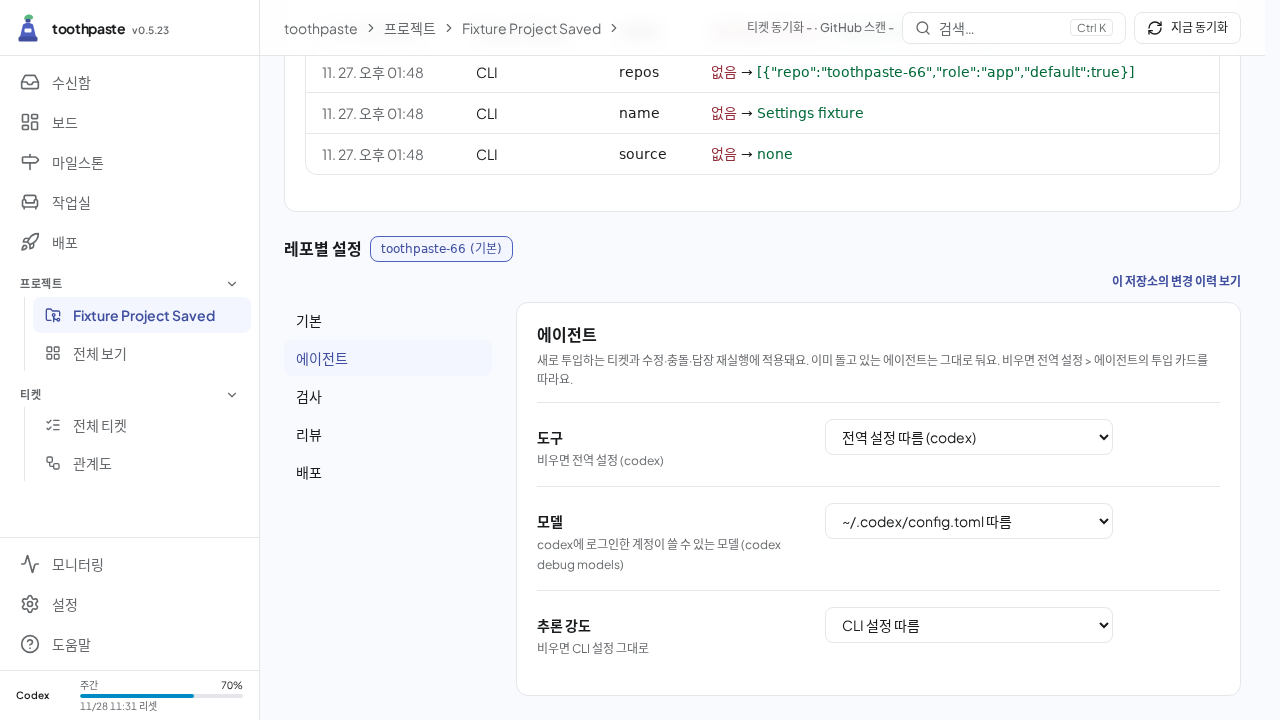 toothpaste v0.5.23
toothpaste > 프로젝트 > Fixture Project Saved >
티켓 동기화 - · GitHub 스캔 -
검색...
Ctrl K
지금 동기화
수신함
보드
마일스톤
작업실
배포
프로젝트
Fixture Project Saved
전체 보기
티켓
전체 티켓
관계도
모니터링
설정
도움말
Codex
주간 70%
11/28 11:31 리셋
11. 27. 오후 01:48 CLI repos 없음 → [{"repo":"toothpaste-66","role":"app","default":true}]
11. 27. 오후 01:48 CLI name 없음 → Settings fixture
11. 27. 오후 01:48 CLI source 없음 → none
레포별 설정 toothpaste-66 (기본)
이 저장소의 변경 이력 보기
기본
에이전트
검사
리뷰
배포
에이전트
새로 투입하는 티켓과 수정·충돌·답장 재실행에 적용돼요. 이미 돌고 있는 에이전트는 그대로 둬요. 비우면 전역 설정 > 에이전트의 투입 카드를
따라요.
도구
비우면 전역 설정 (codex)
전역 설정 따름 (codex)
모델
codex에 로그인한 계정이 쓸 수 있는 모델 (codex
debug models)
~/.codex/config.toml 따름
추론 강도
비우면 CLI 설정 그대로
CLI 설정 따름